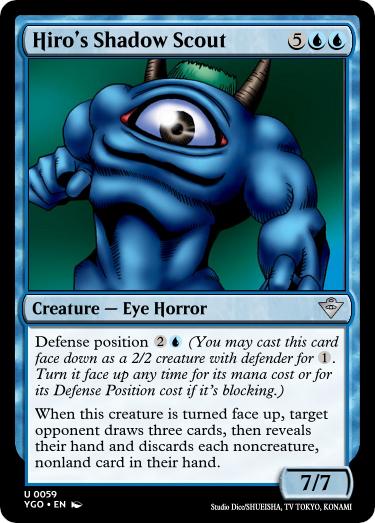 Hiro's Shadow Scout 5
Creature — Eye Horror
Defense position 2 (You may cast this card
face down as a 2/2 creature with defender for 1.
Turn it face up any time for its mana cost or for
its Defense Position cost if it's blocking.)
When this creature is turned face up, target
opponent draws three cards, then reveals
their hand and discards each noncreature,
nonland card in their hand.
7/7
U 0059
YGO • EN
Studio Dice/SHUEISHA, TV TOKYO, KONAMI